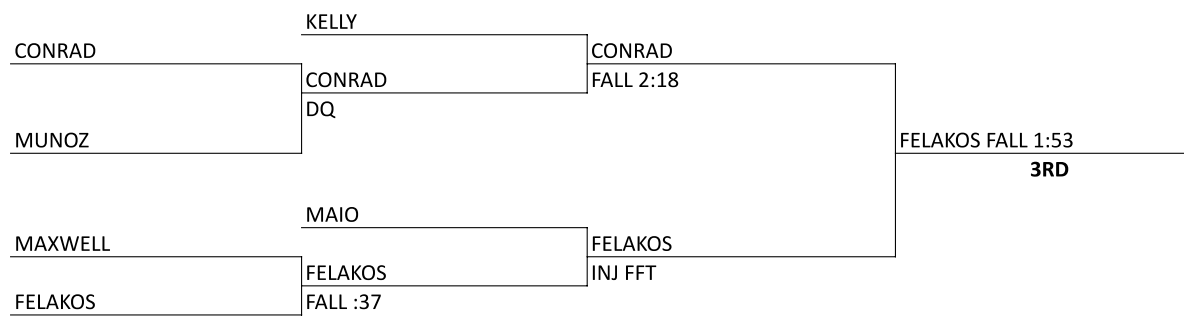 KELLY
CONRAD
CONRAD
CONRAD
FALL 2:18
DQ
MUNOZ
FELAKOS FALL 1:53
3RD
MAIO
MAXWELL
FELAKOS
FELAKOS
INJ FFT
FELAKOS
FALL :37